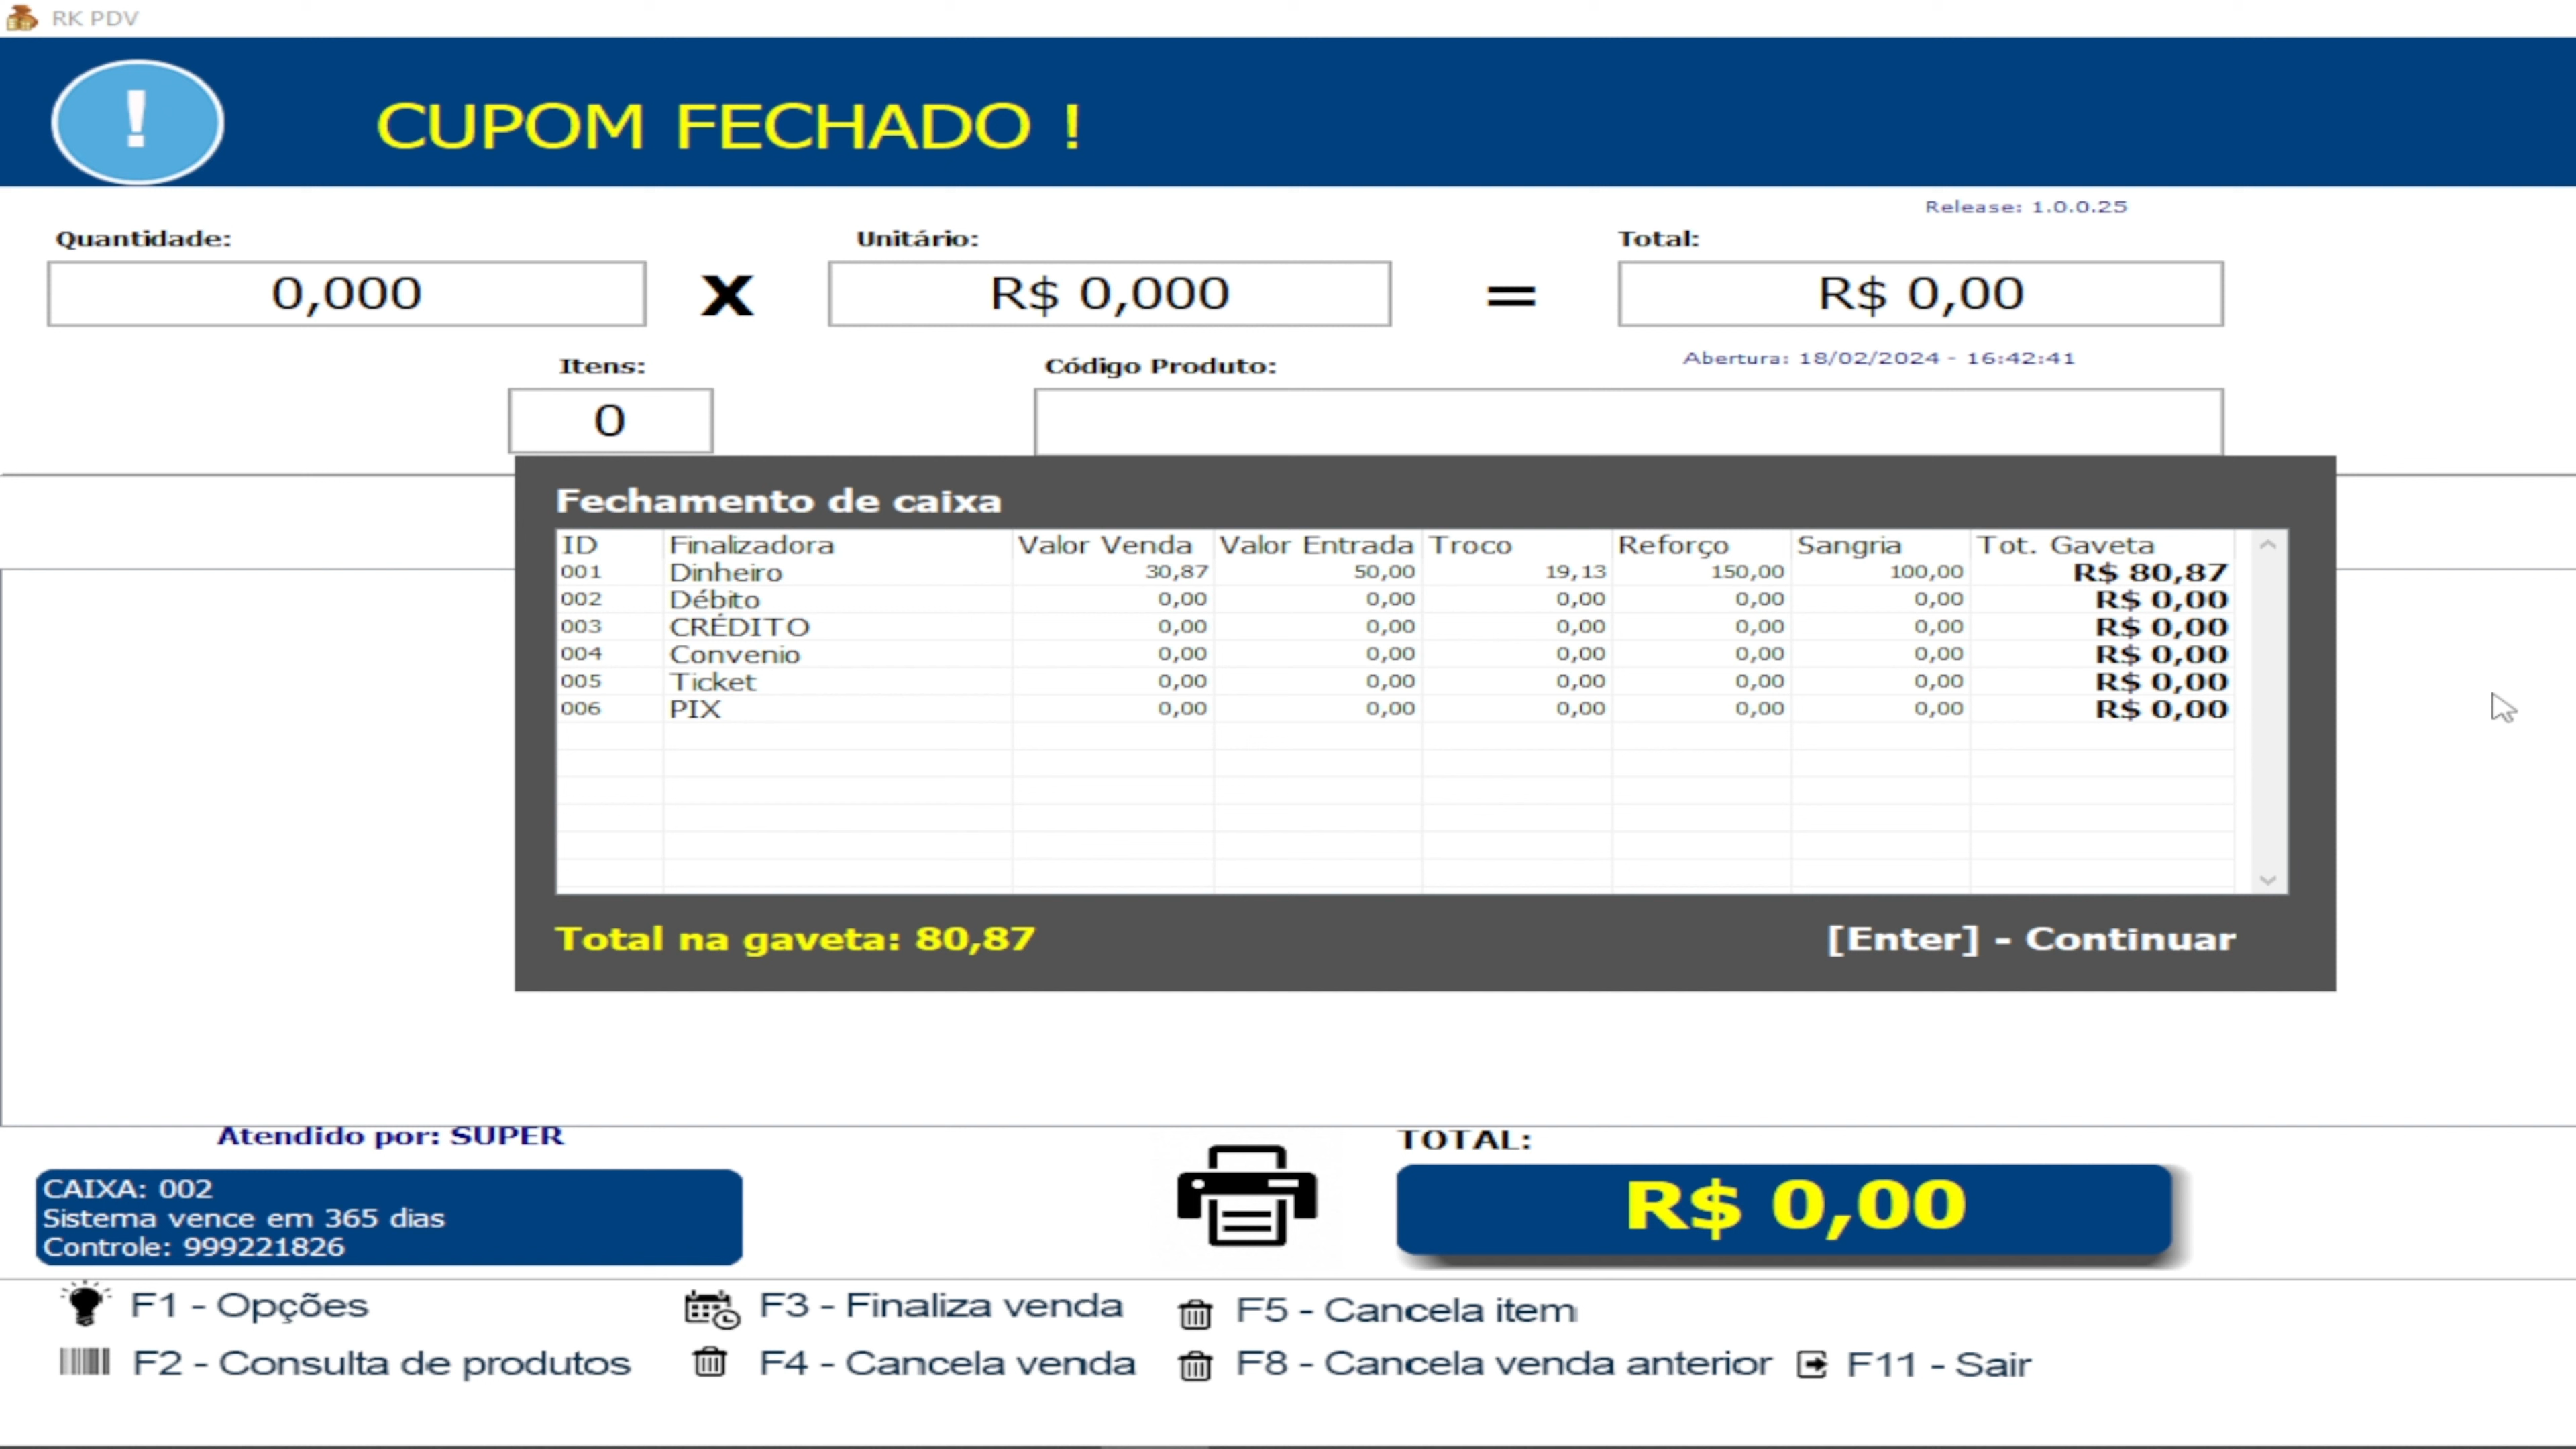 RK PDV
! CUPOM FECHADO !
Release: 1.0.0.25
Quantidade: Unitário: Total:
0,000 X R$ 0,000 = R$ 0,00
Itens: Código Produto: Abertura: 18/02/2024 - 16:42:41
0
Fechamento de caixa
ID Finalizadora Valor Venda Valor Entrada Troco Reforço Sangria Tot. Gaveta
001 Dinheiro 30,87 50,00 19,13 150,00 100,00 R$ 80,87
002 Débito 0,00 0,00 0,00 0,00 0,00 R$ 0,00
003 CRÉDITO 0,00 0,00 0,00 0,00 0,00 R$ 0,00
004 Convenio 0,00 0,00 0,00 0,00 0,00 R$ 0,00
005 Ticket 0,00 0,00 0,00 0,00 0,00 R$ 0,00
006 PIX 0,00 0,00 0,00 0,00 0,00 R$ 0,00
Total na gaveta: 80,87 [Enter] - Continuar
Atendido por: SUPER TOTAL:
CAIXA: 002
Sistema vence em 365 dias
Controle: 999221826
R$ 0,00
F1 - Opções F3 - Finaliza venda F5 - Cancela item
F2 - Consulta de produtos F4 - Cancela venda F8 - Cancela venda anterior F11 - Sair